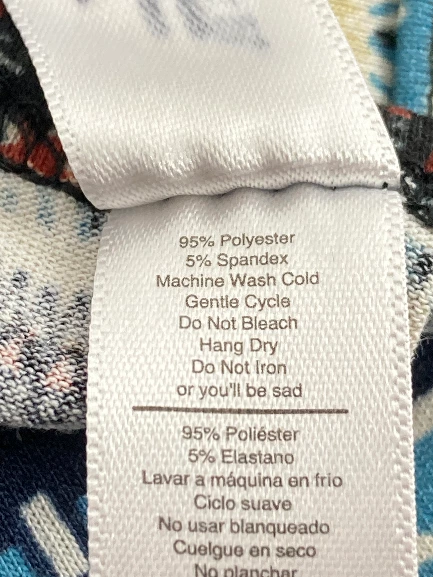 95% Polyester
5% Spandex
Machine Wash Cold
Gentle Cycle
Do Not Bleach
Hang Dry
Do Not Iron
or you'll be sad
95% Poliéster
5% Elastano
Lavar a máquina en frio
Ciclo suave
No usar blanqueado
Cuelgue en seco
No planchar